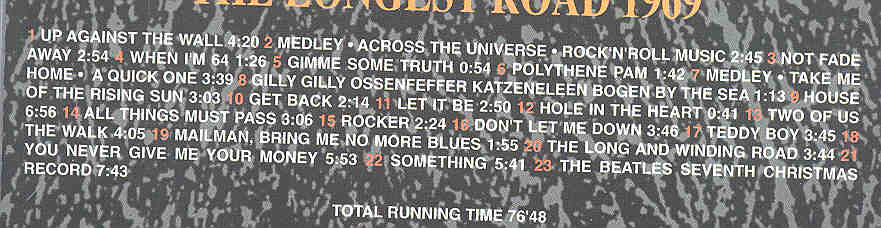 THE LONGEST ROAD 1969
1 UP AGAINST THE WALL 4:20 2 MEDLEY • ACROSS THE UNIVERSE • ROCK'N'ROLL MUSIC 2:45 3 NOT FADE
AWAY 2:54 4 WHEN I'M 64 1:26 5 GIMME SOME TRUTH 0:54 6 POLYTHENE PAM 1:42 7 MEDLEY • TAKE ME
HOME • A QUICK ONE 3:39 8 GILLY GILLY OSSENFEFFER KATZENELEEN BOGEN BY THE SEA 1:13 9 HOUSE
OF THE RISING SUN 3:03 10 GET BACK 2:14 11 LET IT BE 2:50 12 HOLE IN THE HEART 0:41 13 TWO OF US
6:56 14 ALL THINGS MUST PASS 3:06 15 ROCKER 2:24 16 DON'T LET ME DOWN 3:46 17 TEDDY BOY 3:45 18
THE WALK 4:05 19 MAILMAN, BRING ME NO MORE BLUES 1:55 20 THE LONG AND WINDING ROAD 3:44 21
YOU NEVER GIVE ME YOUR MONEY 5:53 22 SOMETHING 5:41 23 THE BEATLES SEVENTH CHRISTMAS
RECORD 7:43
TOTAL RUNNING TIME 76'48